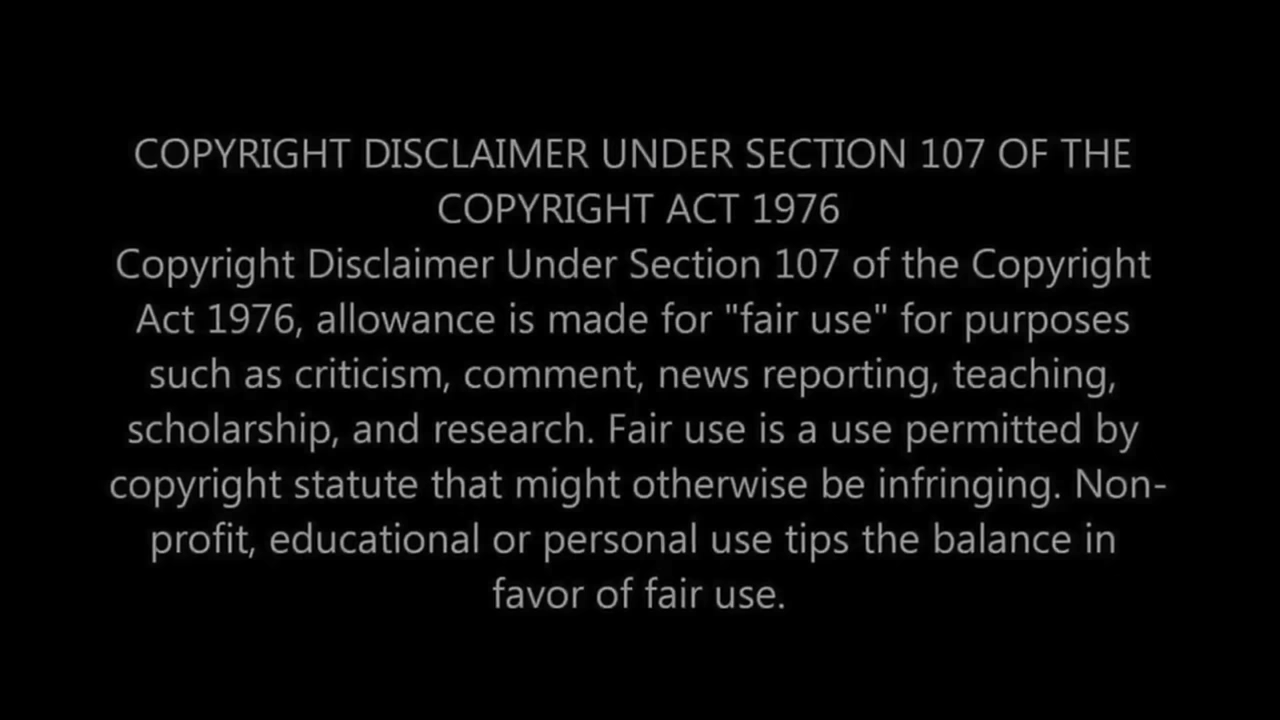 COPYRIGHT DISCLAIMER UNDER SECTION 107 OF THE
COPYRIGHT ACT 1976
Copyright Disclaimer Under Section 107 of the Copyright
Act 1976, allowance is made for "fair use" for purposes
such as criticism, comment, news reporting, teaching,
scholarship, and research. Fair use is a use permitted by
copyright statute that might otherwise be infringing. Non-
profit, educational or personal use tips the balance in
favor of fair use.